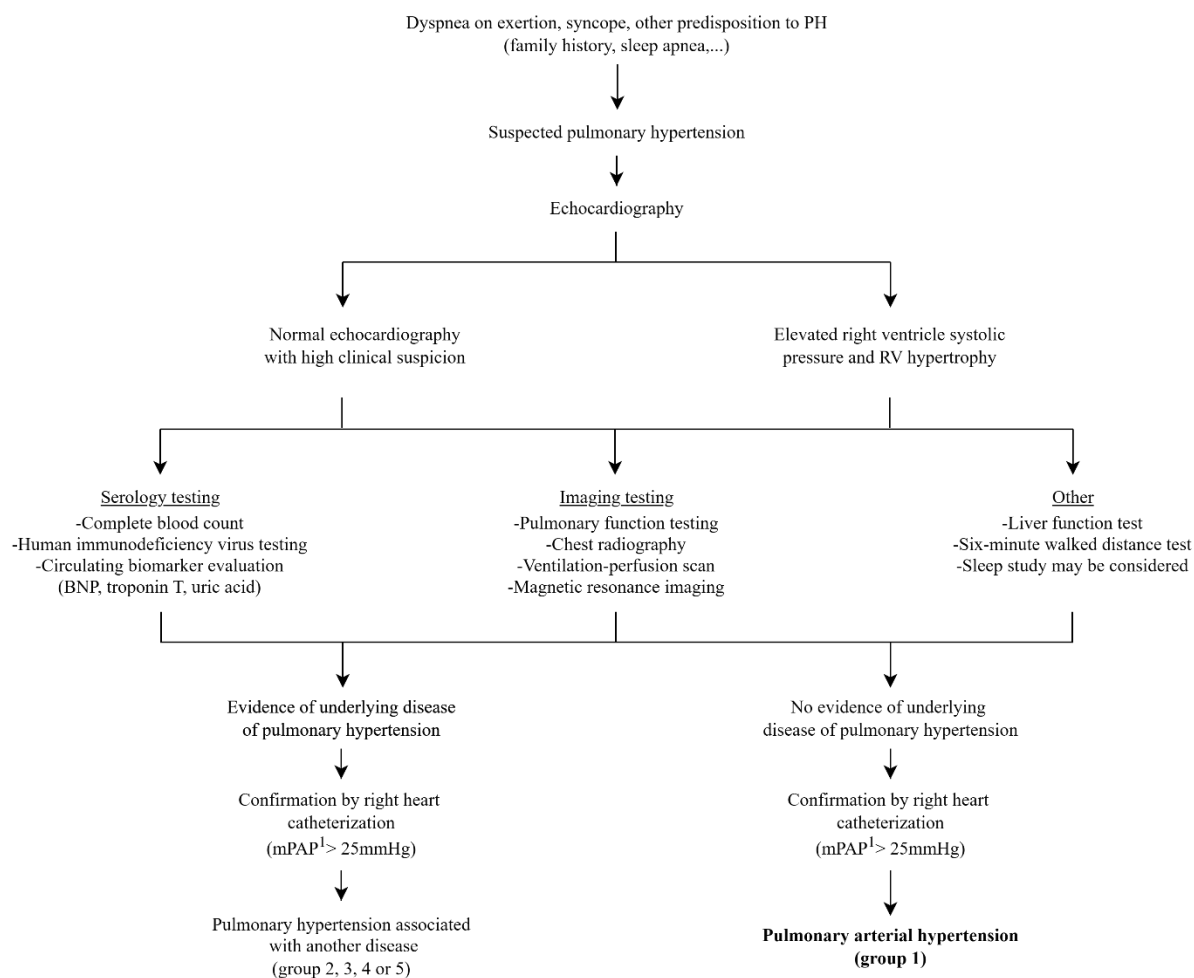 Dyspnea on exertion, syncope, other predisposition to PH
(family history, sleep apnea,...)
Suspected pulmonary hypertension
Echocardiography
Normal echocardiography
with high clinical suspicion
Elevated right ventricle systolic
pressure and RV hypertrophy
Serology testing
-Complete blood count
-Human immunodeficiency virus testing
-Circulating biomarker evaluation
(BNP, troponin T, uric acid)
Imaging testing
-Pulmonary function testing
-Chest radiography
-Ventilation-perfusion scan
-Magnetic resonance imaging
Other
-Liver function test
-Six-minute walked distance test
-Sleep study may be considered
Evidence of underlying disease
of pulmonary hypertension
No evidence of underlying
disease of pulmonary hypertension
Confirmation by right heart
catheterization
(mPAP¹> 25mmHg)
Confirmation by right heart
catheterization
(mPAP¹> 25mmHg)
Pulmonary hypertension associated
with another disease
(group 2, 3, 4 or 5)
Pulmonary arterial hypertension
(group 1)